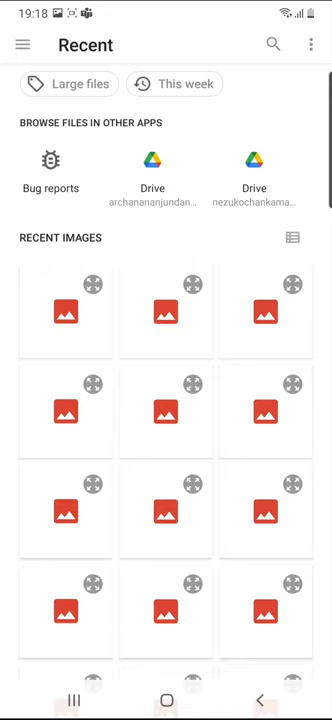 19:18
Recent
Large files
This week
BROWSE FILES IN OTHER APPS
Bug reports
Drive
archanananjundan...
Drive
nezukochankama...
RECENT IMAGES